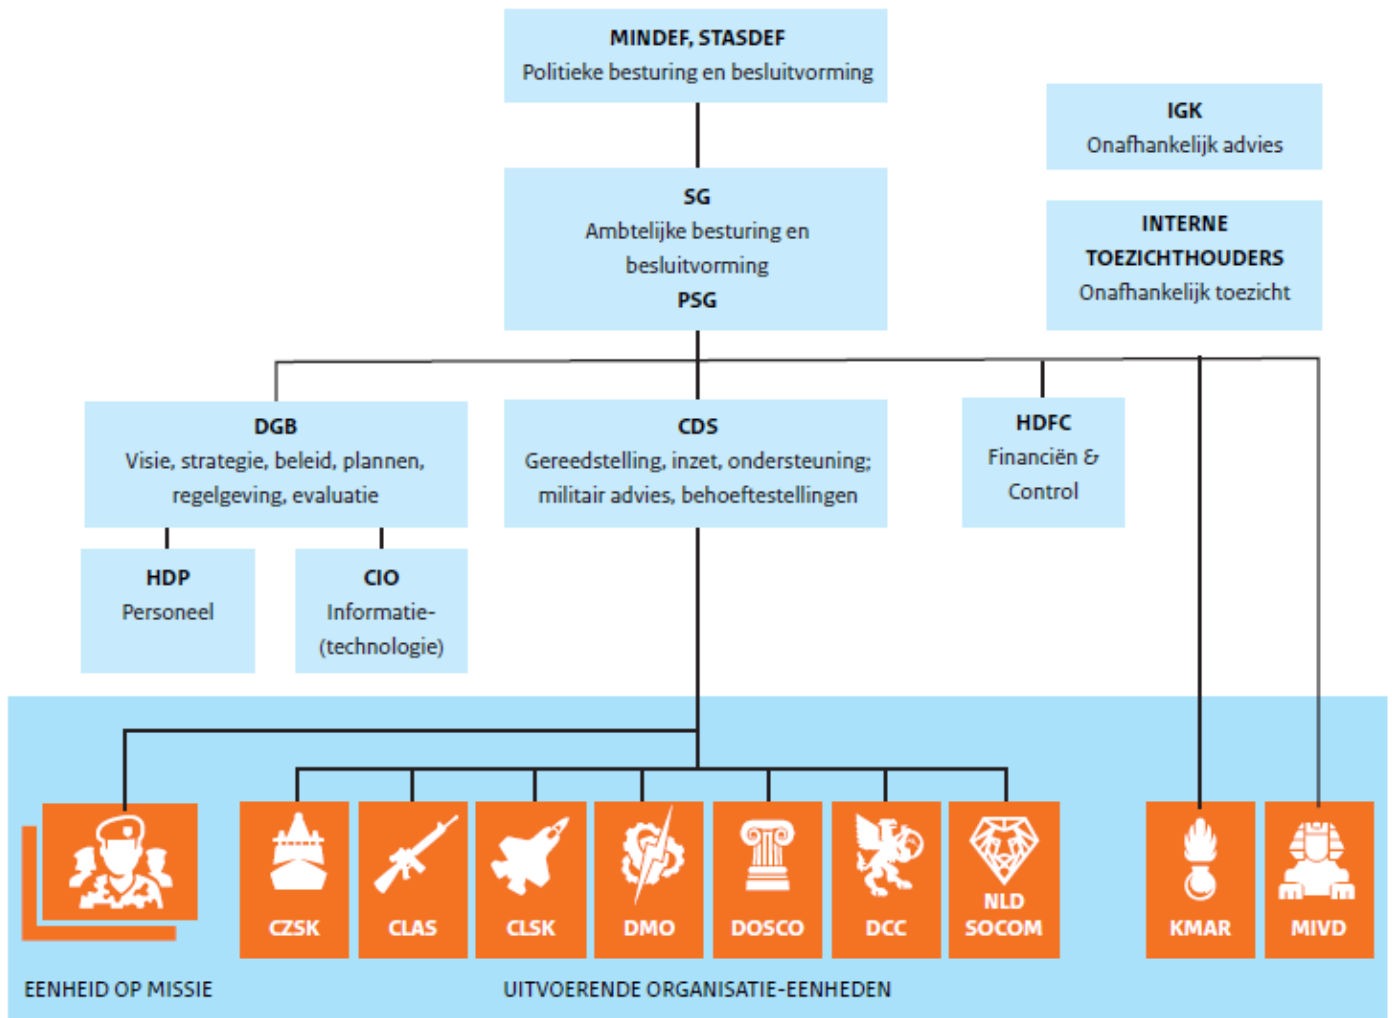 MINDEF, STASDEF
Politieke besturing en besluitvorming
IGK
Onafhankelijk advies
SG
Ambtelijke besturing en
besluitvorming
PSG
INTERNE
TOEZICHTHOUDERS
Onafhankelijk toezicht
DGB
Visie, strategie, beleid, plannen,
regelgeving, evaluatie
CDS
Gereedstelling, inzet, ondersteuning;
militair advies, behoeftestellingen
HDFC
Financiën &
Control
HDP
Personeel
CIO
Informatie-
(technologie)
CZSK
CLAS
CLSK
DMO
DOSCO
DCC
NLD
SOCOM
KMAR
MIVD
EENHEID OP MISSIE
UITVOERENDE ORGANISATIE-EENHEDEN